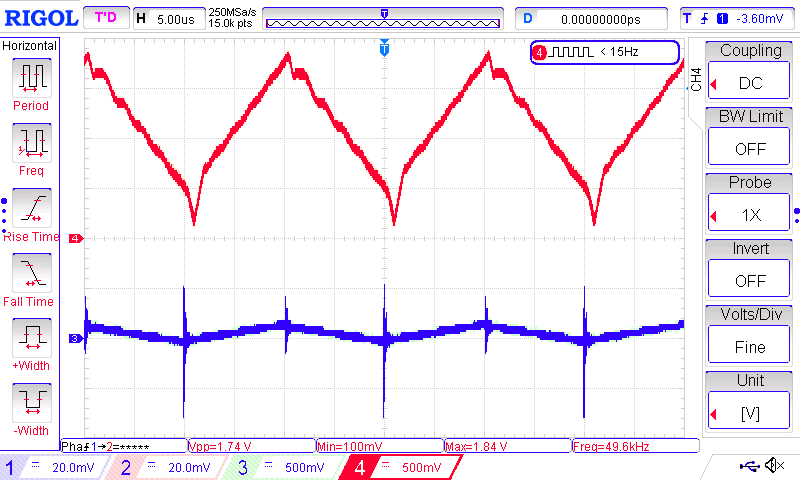 RIGOL T'D H 5.00us 250MSa/s 15.0k pts T D 0.00000000ps T 1 -3.60mV
Horizontal
Period
Freq
Rise Time
Fall Time
+Width
-Width
T
4 < 15Hz
4
3
CH4
Coupling
DC
BW Limit
OFF
Probe
1X
Invert
OFF
Volts/Div
Fine
Unit
[V]
Pha 1→2=***** Vpp=1.74 V Min=100mV Max=1.84 V Freq=49.6kHz
1 20.0mV 2 20.0mV 3 500mV 4 500mV